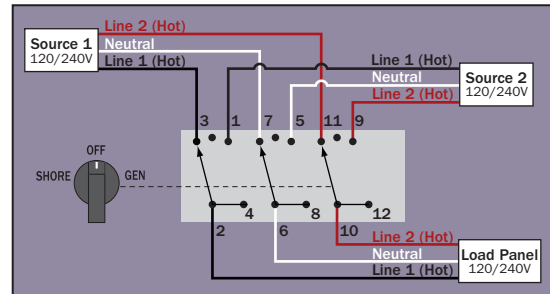 Line 2 (Hot)
Source 1
120/240V
Neutral
Line 1 (Hot)
Line 1 (Hot)
Neutral
Line 2 (Hot)
Source 2
120/240V
3 1 7 5 11 9
OFF
SHORE
GEN
4 8 12
2 6 10
Line 2 (Hot)
Neutral
Line 1 (Hot)
Load Panel
120/240V